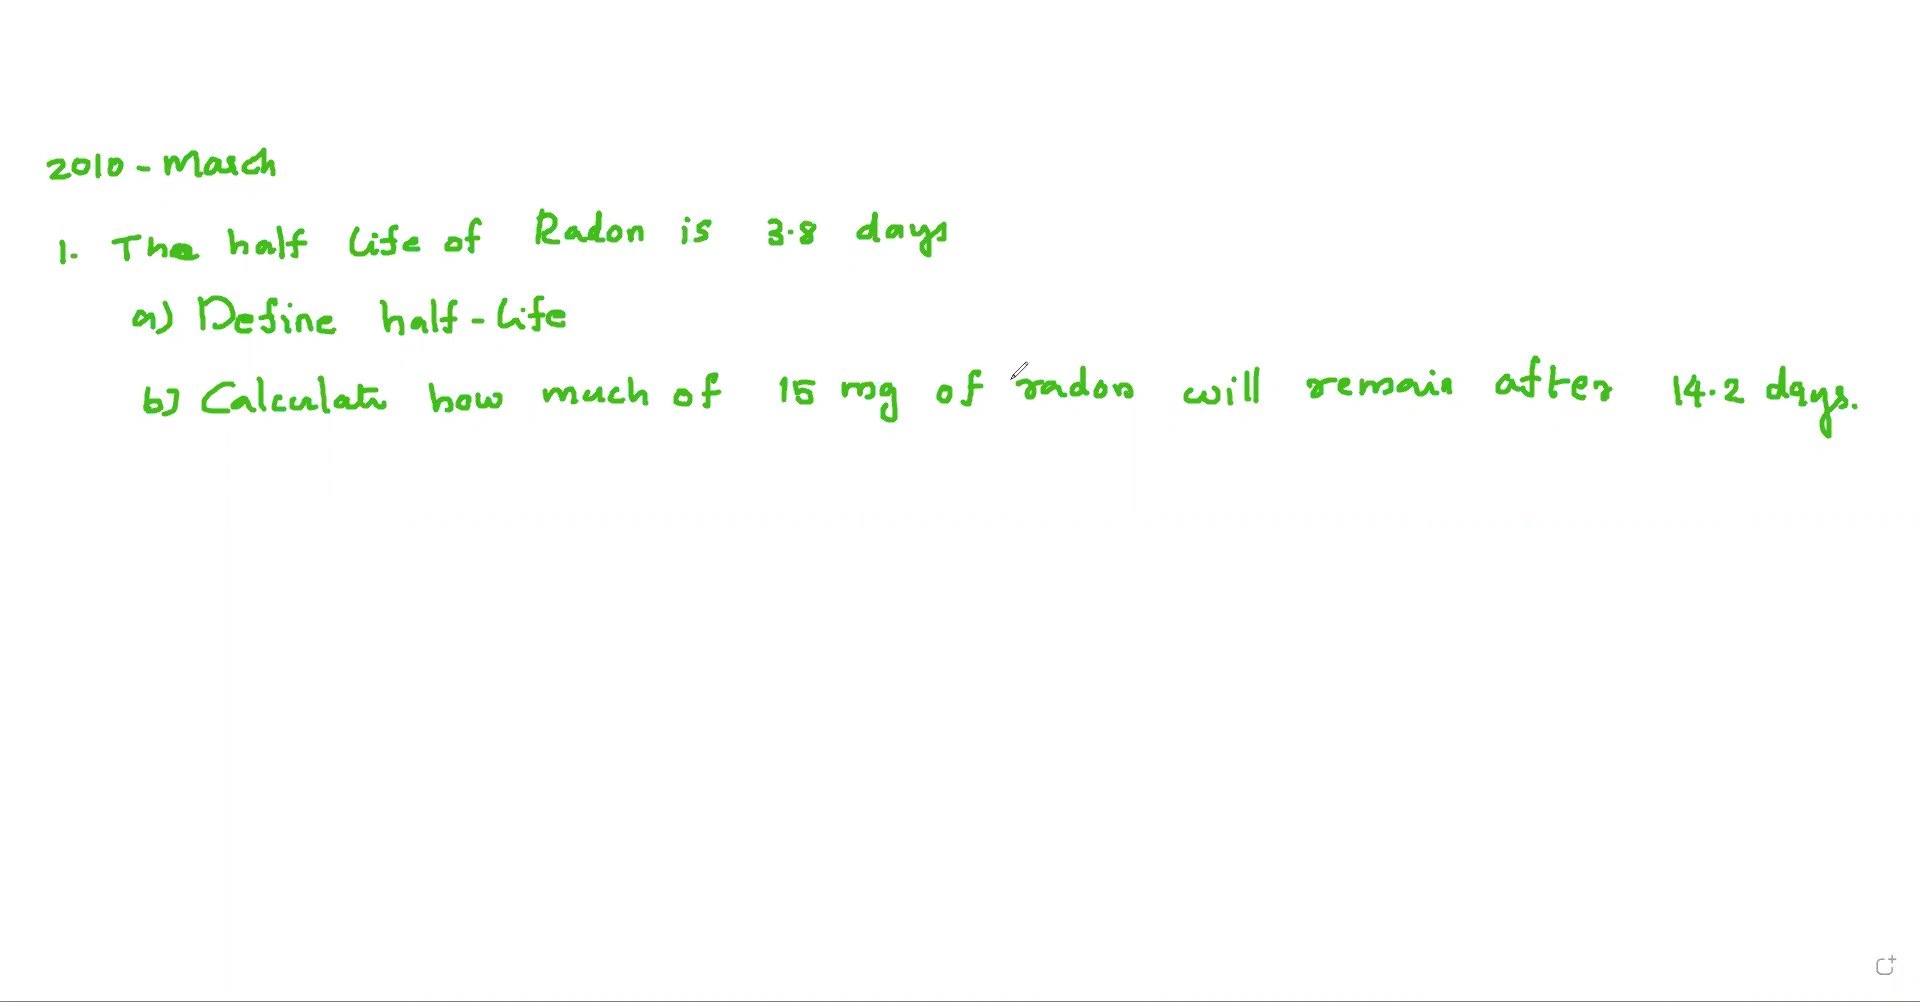 2010 - March
1. The half life of Radon is 3.8 days
a) Define half-life
b] Calculate how much of 15 mg of radon will remain after 14.2 days.